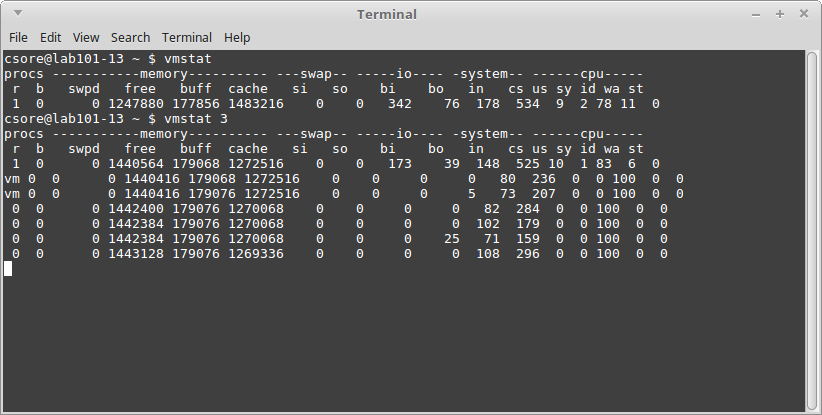 Terminal
File Edit View Search Terminal Help
csore@lab101-13 ~ $ vmstat
procs -----------memory---------- ---swap-- -----io---- -system-- ------cpu-----
 r  b   swpd   free   buff  cache   si   so    bi    bo   in   cs us sy id wa st
 1  0      0 1247880 177856 1483216    0    0   342    76  178  534  9  2 78 11  0
csore@lab101-13 ~ $ vmstat 3
procs -----------memory---------- ---swap-- -----io---- -system-- ------cpu-----
 r  b   swpd   free   buff  cache   si   so    bi    bo   in   cs us sy id wa st
 1  0      0 1440564 179068 1272516    0    0   173    39  148  525 10  1 83  6  0
vm 0  0      0 1440416 179068 1272516    0    0     0     0   80  236  0  0 100  0  0
vm 0  0      0 1440416 179076 1272516    0    0     0     5   73  207  0  0 100  0  0
 0  0      0 1442400 179076 1270068    0    0     0     0   82  284  0  0 100  0  0
 0  0      0 1442384 179076 1270068    0    0     0     0  102  179  0  0 100  0  0
 0  0      0 1442384 179076 1270068    0    0     0    25   71  159  0  0 100  0  0
 0  0      0 1443128 179076 1269336    0    0     0     0  108  296  0  0 100  0  0